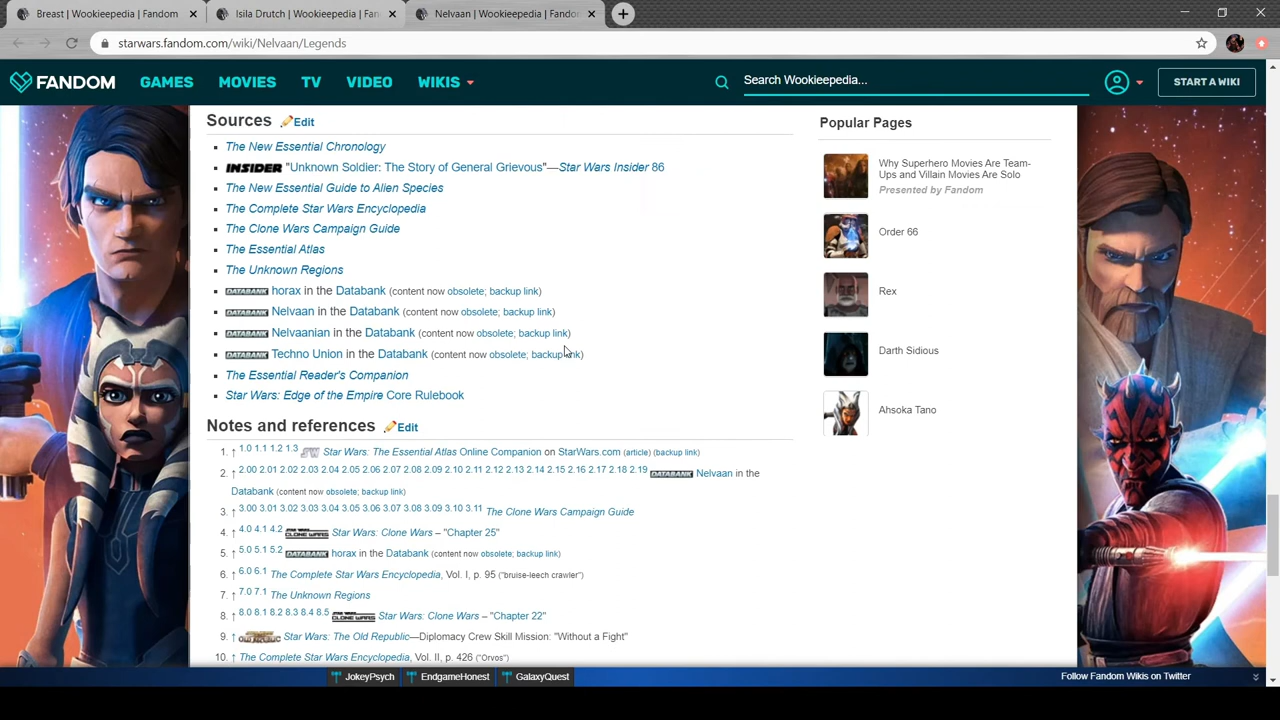 Breast | Wookieepedia | Fandom
Isila Drutch | Wookieepedia | Fan
Nelvaan | Wookieepedia | Fandom
starwars.fandom.com/wiki/Nelvaan/Legends
FANDOM GAMES MOVIES TV VIDEO WIKIS Search Wookieepedia... START A WIKI
Sources Edit
The New Essential Chronology
INSIDER "Unknown Soldier: The Story of General Grievous"—Star Wars Insider 86
The New Essential Guide to Alien Species
The Complete Star Wars Encyclopedia
The Clone Wars Campaign Guide
The Essential Atlas
The Unknown Regions
DATABANK horax in the Databank (content now obsolete; backup link)
DATABANK Nelvaan in the Databank (content now obsolete; backup link)
DATABANK Nelvaanian in the Databank (content now obsolete; backup link)
DATABANK Techno Union in the Databank (content now obsolete; backup link)
The Essential Reader's Companion
Star Wars: Edge of the Empire Core Rulebook
Notes and references Edit
1. ↑ 1.0 1.1 1.2 1.3 SW Star Wars: The Essential Atlas Online Companion on StarWars.com (article) (backup link)
2. ↑ 2.00 2.01 2.02 2.03 2.04 2.05 2.06 2.07 2.08 2.09 2.10 2.11 2.12 2.13 2.14 2.15 2.16 2.17 2.18 2.19 DATABANK Nelvaan in the
Databank (content now obsolete; backup link)
3. ↑ 3.00 3.01 3.02 3.03 3.04 3.05 3.06 3.07 3.08 3.09 3.10 3.11 The Clone Wars Campaign Guide
4. ↑ 4.0 4.1 4.2 CLONE WARS Star Wars: Clone Wars – "Chapter 25"
5. ↑ 5.0 5.1 5.2 DATABANK horax in the Databank (content now obsolete; backup link)
6. ↑ 6.0 6.1 The Complete Star Wars Encyclopedia, Vol. I, p. 95 ("bruise-leech crawler")
7. ↑ 7.0 7.1 The Unknown Regions
8. ↑ 8.0 8.1 8.2 8.3 8.4 8.5 CLONE WARS Star Wars: Clone Wars – "Chapter 22"
9. ↑ OLD REPUBLIC Star Wars: The Old Republic—Diplomacy Crew Skill Mission: "Without a Fight"
10. ↑ The Complete Star Wars Encyclopedia, Vol. II, p. 426 ("Orvos")
Popular Pages
Why Superhero Movies Are Team-
Ups and Villain Movies Are Solo
Presented by Fandom
Order 66
Rex
Darth Sidious
Ahsoka Tano
JokeyPsych EndgameHonest GalaxyQuest Follow Fandom Wikis on Twitter